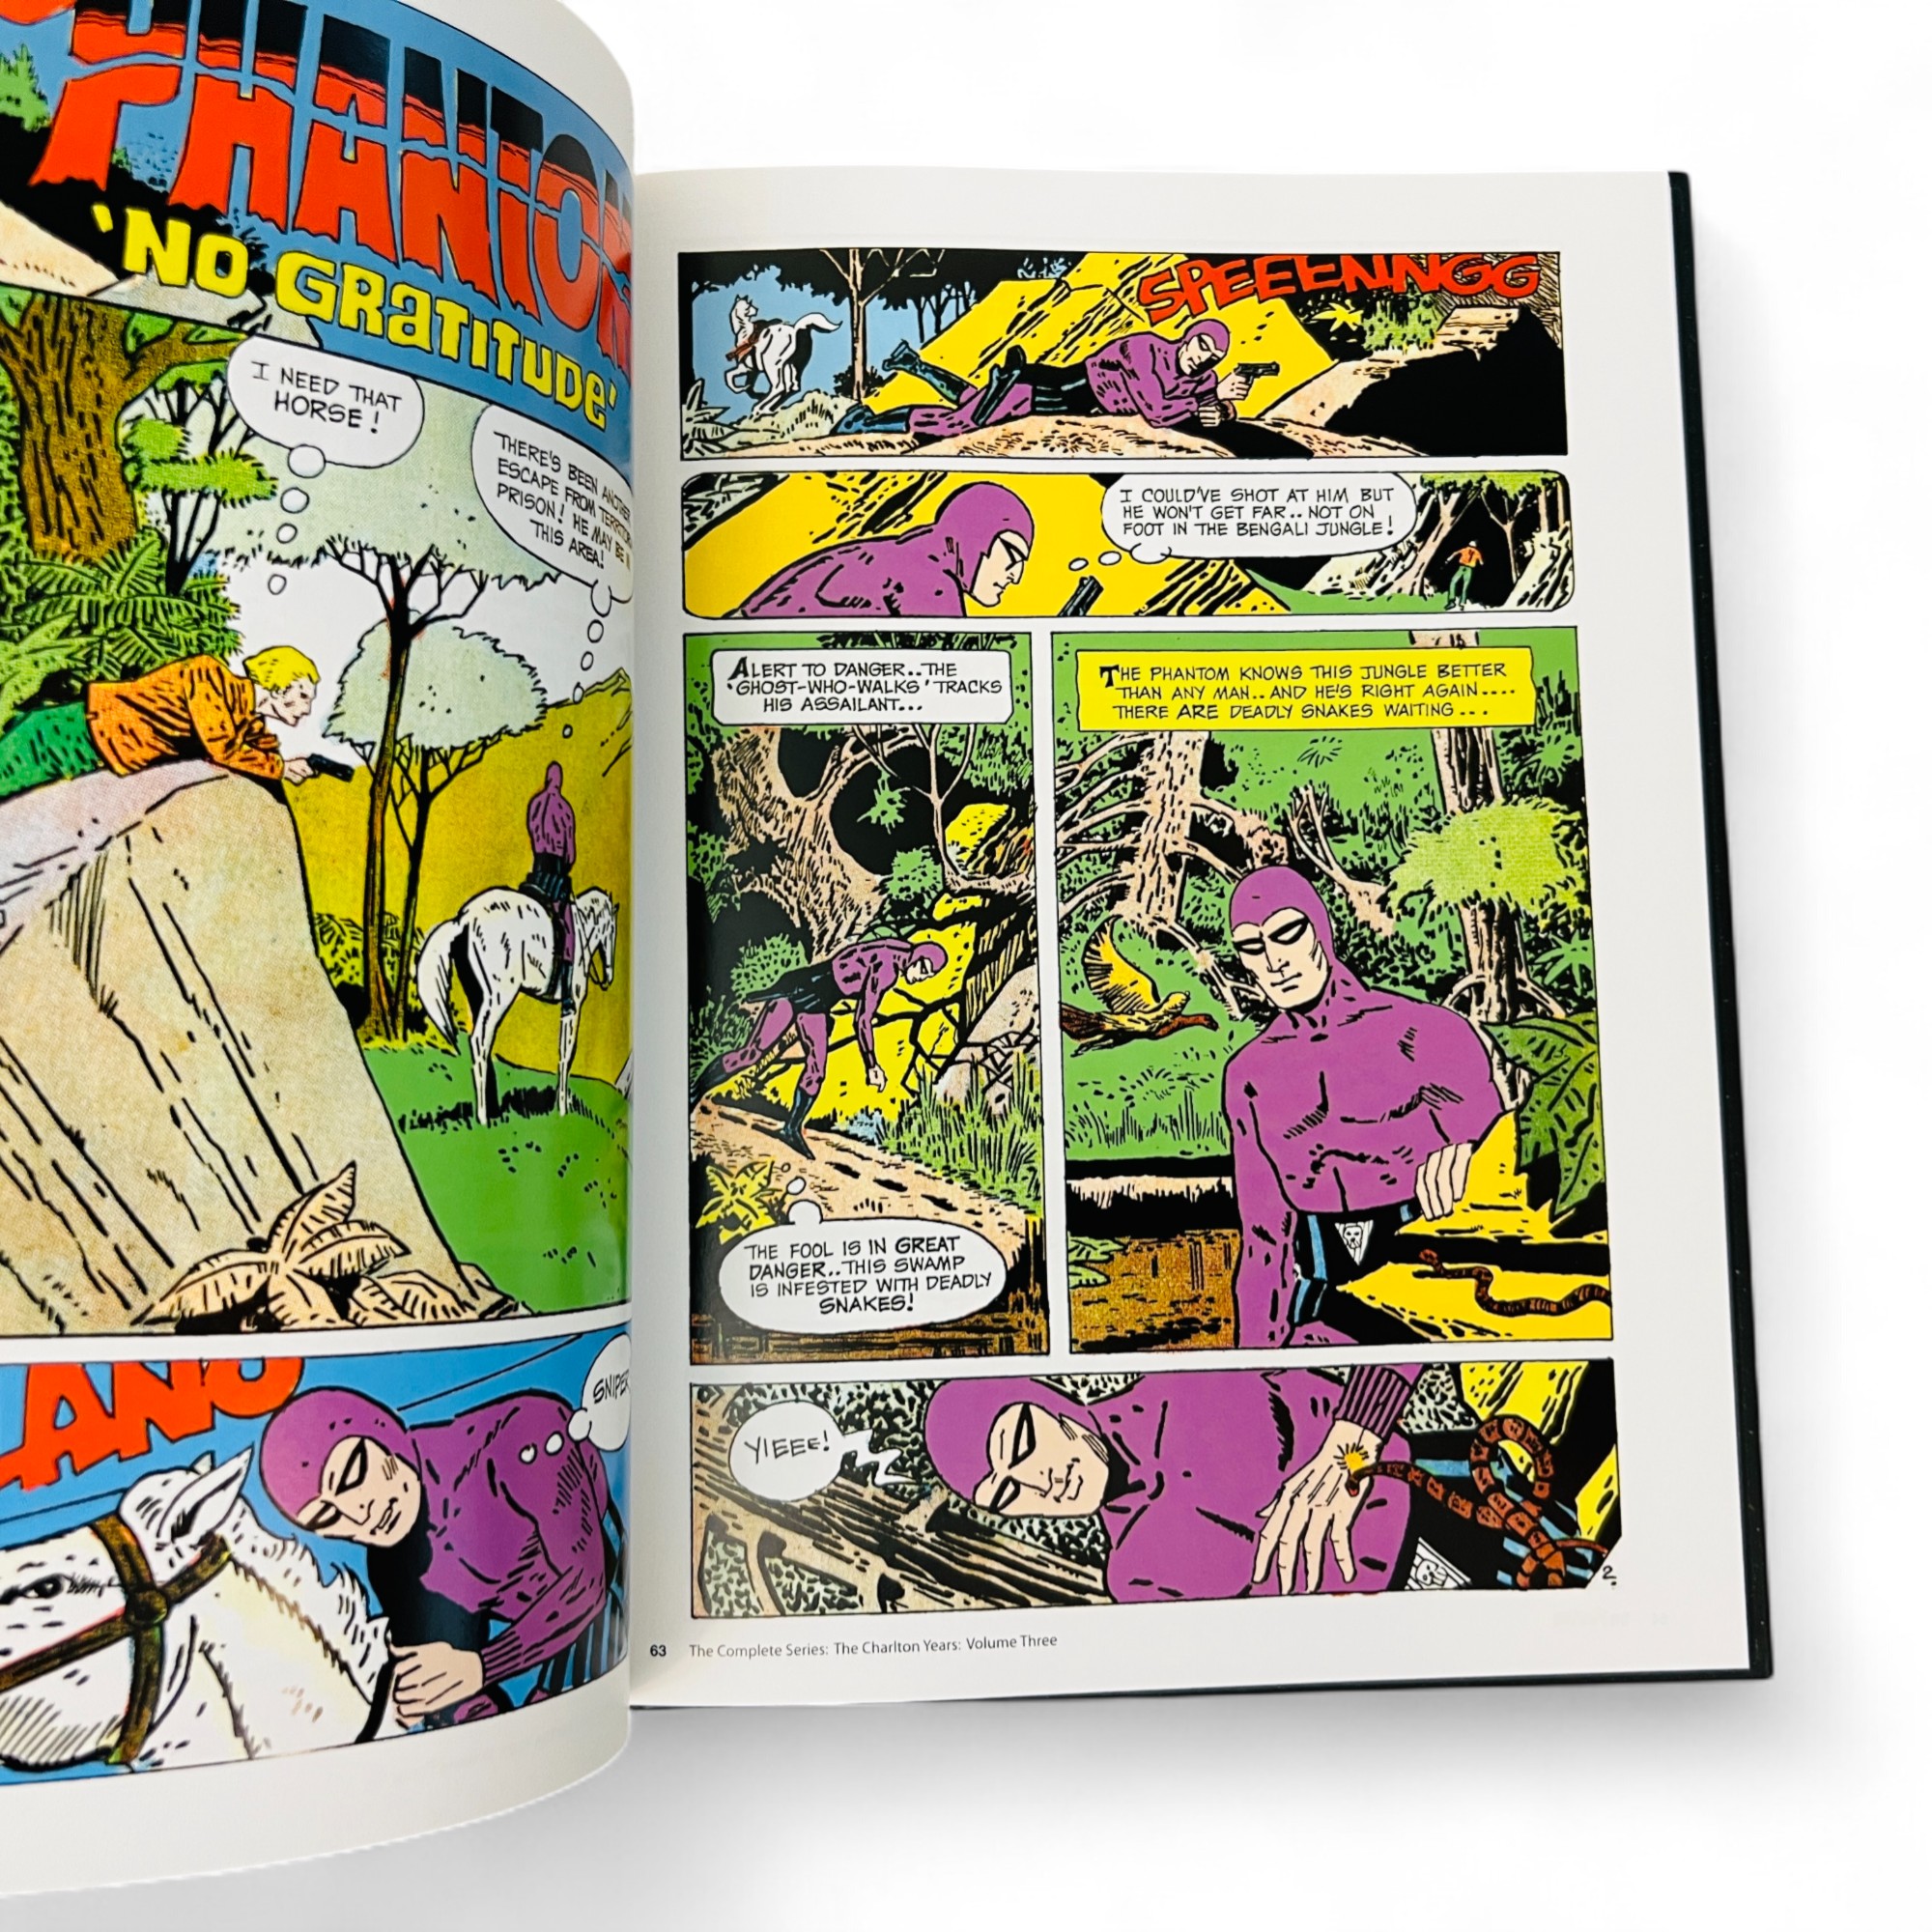 PHANTOM
'NO GRATITUDE'
I NEED THAT
HORSE!
THERE'S BEEN ANOTHER
ESCAPE FROM
PRISON! HE MAY BE
THIS AREA!
SNIPER
SPEEENNGG
I COULD'VE SHOT AT HIM BUT
HE WON'T GET FAR.. NOT ON
FOOT IN THE BENGALI JUNGLE!
ALERT TO DANGER..THE
'GHOST-WHO-WALKS' TRACKS
HIS ASSAILANT...
THE FOOL IS IN GREAT
DANGER..THIS SWAMP
IS INFESTED WITH DEADLY
SNAKES!
THE PHANTOM KNOWS THIS JUNGLE BETTER
THAN ANY MAN.. AND HE'S RIGHT AGAIN....
THERE ARE DEADLY SNAKES WAITING...
YIEEE!
2.
63 The Complete Series: The Charlton Years: Volume Three